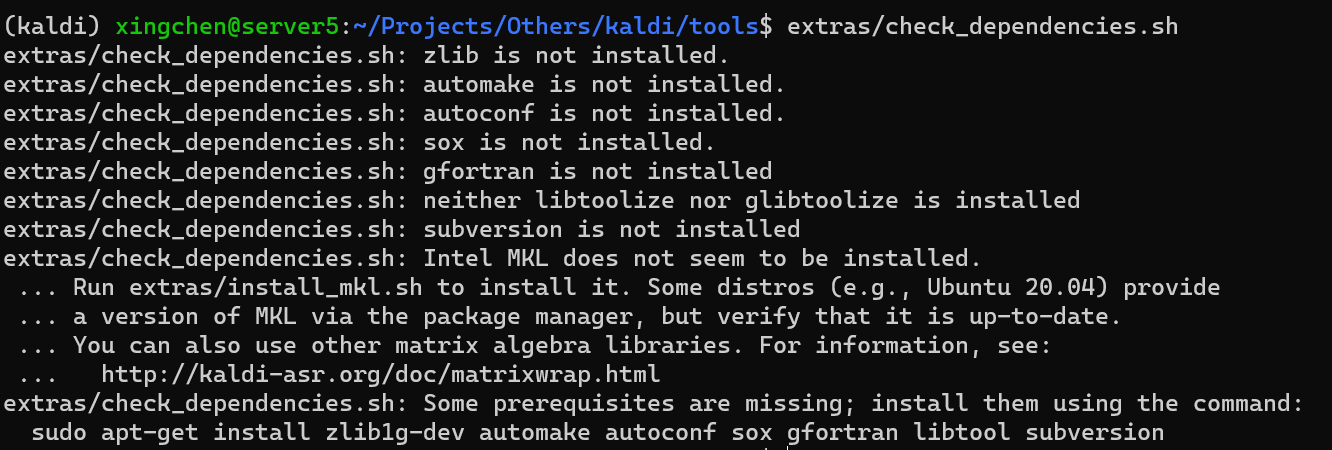 (kaldi) xingchen@server5:~/Projects/Others/kaldi/tools$ extras/check_dependencies.sh
extras/check_dependencies.sh: zlib is not installed.
extras/check_dependencies.sh: automake is not installed.
extras/check_dependencies.sh: autoconf is not installed.
extras/check_dependencies.sh: sox is not installed.
extras/check_dependencies.sh: gfortran is not installed
extras/check_dependencies.sh: neither libtoolize nor glibtoolize is installed
extras/check_dependencies.sh: subversion is not installed
extras/check_dependencies.sh: Intel MKL does not seem to be installed.
 ... Run extras/install_mkl.sh to install it. Some distros (e.g., Ubuntu 20.04) provide
 ... a version of MKL via the package manager, but verify that it is up-to-date.
 ... You can also use other matrix algebra libraries. For information, see:
 ...   http://kaldi-asr.org/doc/matrixwrap.html
extras/check_dependencies.sh: Some prerequisites are missing; install them using the command:
  sudo apt-get install zlib1g-dev automake autoconf sox gfortran libtool subversion